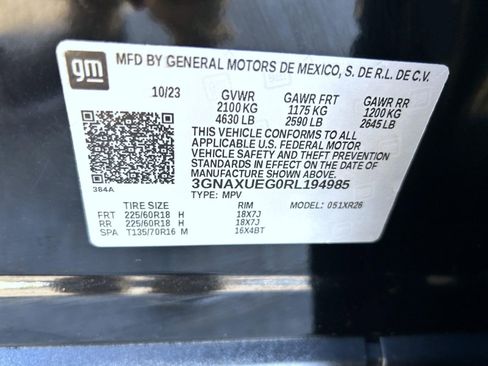 gm
MFD BY GENERAL MOTORS DE MEXICO, S. DE R.L. DE C.V.
10/23 GVWR GAWR FRT GAWR RR
2100 KG 1175 KG 1200 KG
4630 LB 2590 LB 2645 LB
THIS VEHICLE CONFORMS TO ALL
APPLICABLE U.S. FEDERAL MOTOR
VEHICLE SAFETY AND THEFT PREVENTION
STANDARDS IN EFFECT ON THE DATE OF
MANUFACTURE SHOWN ABOVE.
384A 3GNAXUEG0RL194985
TYPE: MPV MODEL: 051XR26
TIRE SIZE RIM
FRT 225/60R18 H 18X7J
RR 225/60R18 H 18X7J
SPA T135/70R16 M 16X4BT